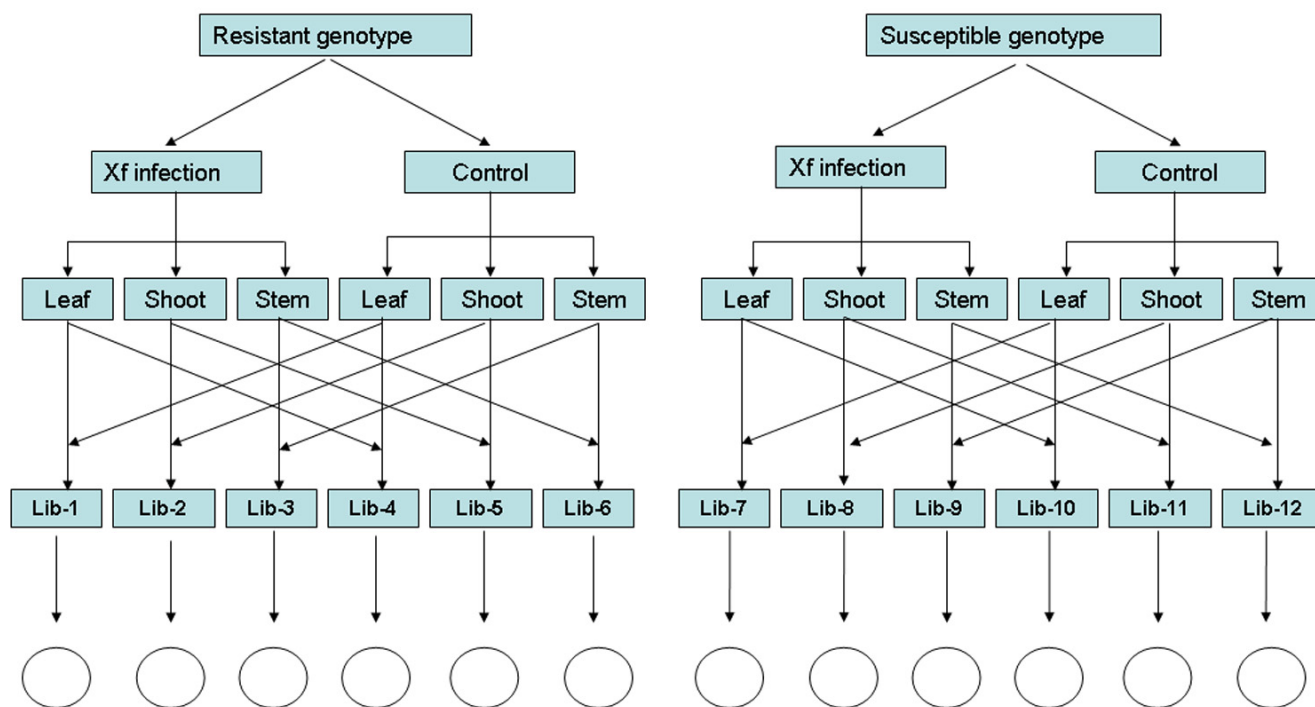 Resistant genotype
Susceptible genotype
Xf infection
Control
Xf infection
Control
Leaf
Shoot
Stem
Leaf
Shoot
Stem
Leaf
Shoot
Stem
Leaf
Shoot
Stem
Lib-1
Lib-2
Lib-3
Lib-4
Lib-5
Lib-6
Lib-7
Lib-8
Lib-9
Lib-10
Lib-11
Lib-12